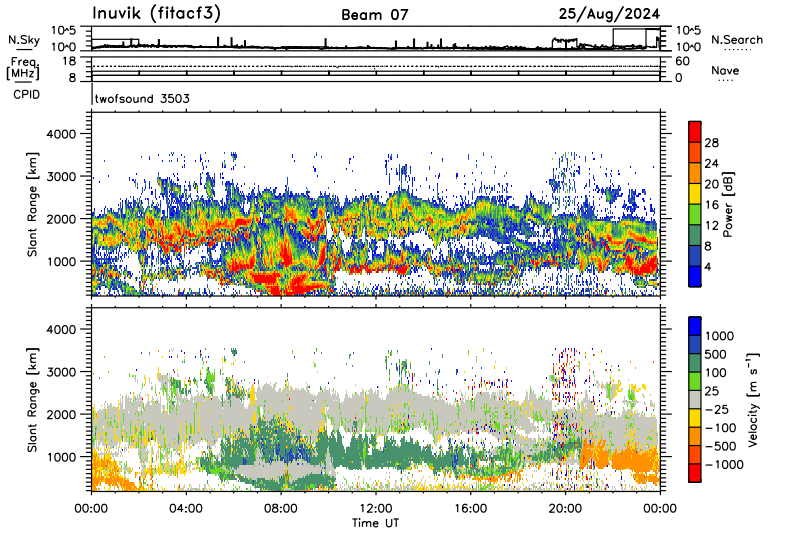 Inuvik (fitacf3) Beam 07 25/Aug/2024
N.Sky 10^5 10^0 10^5 10^0 N.Search
Freq. [MHz] 18 8 60 0 Nave
CPID twofsound 3503
Slant Range [km] 4000 3000 2000 1000
Power [dB] 28 24 20 16 12 8 4
Slant Range [km] 4000 3000 2000 1000
Velocity [m s⁻¹] 1000 500 100 25 −25 −100 −500 −1000
00:00 04:00 08:00 12:00 16:00 20:00 00:00
Time UT